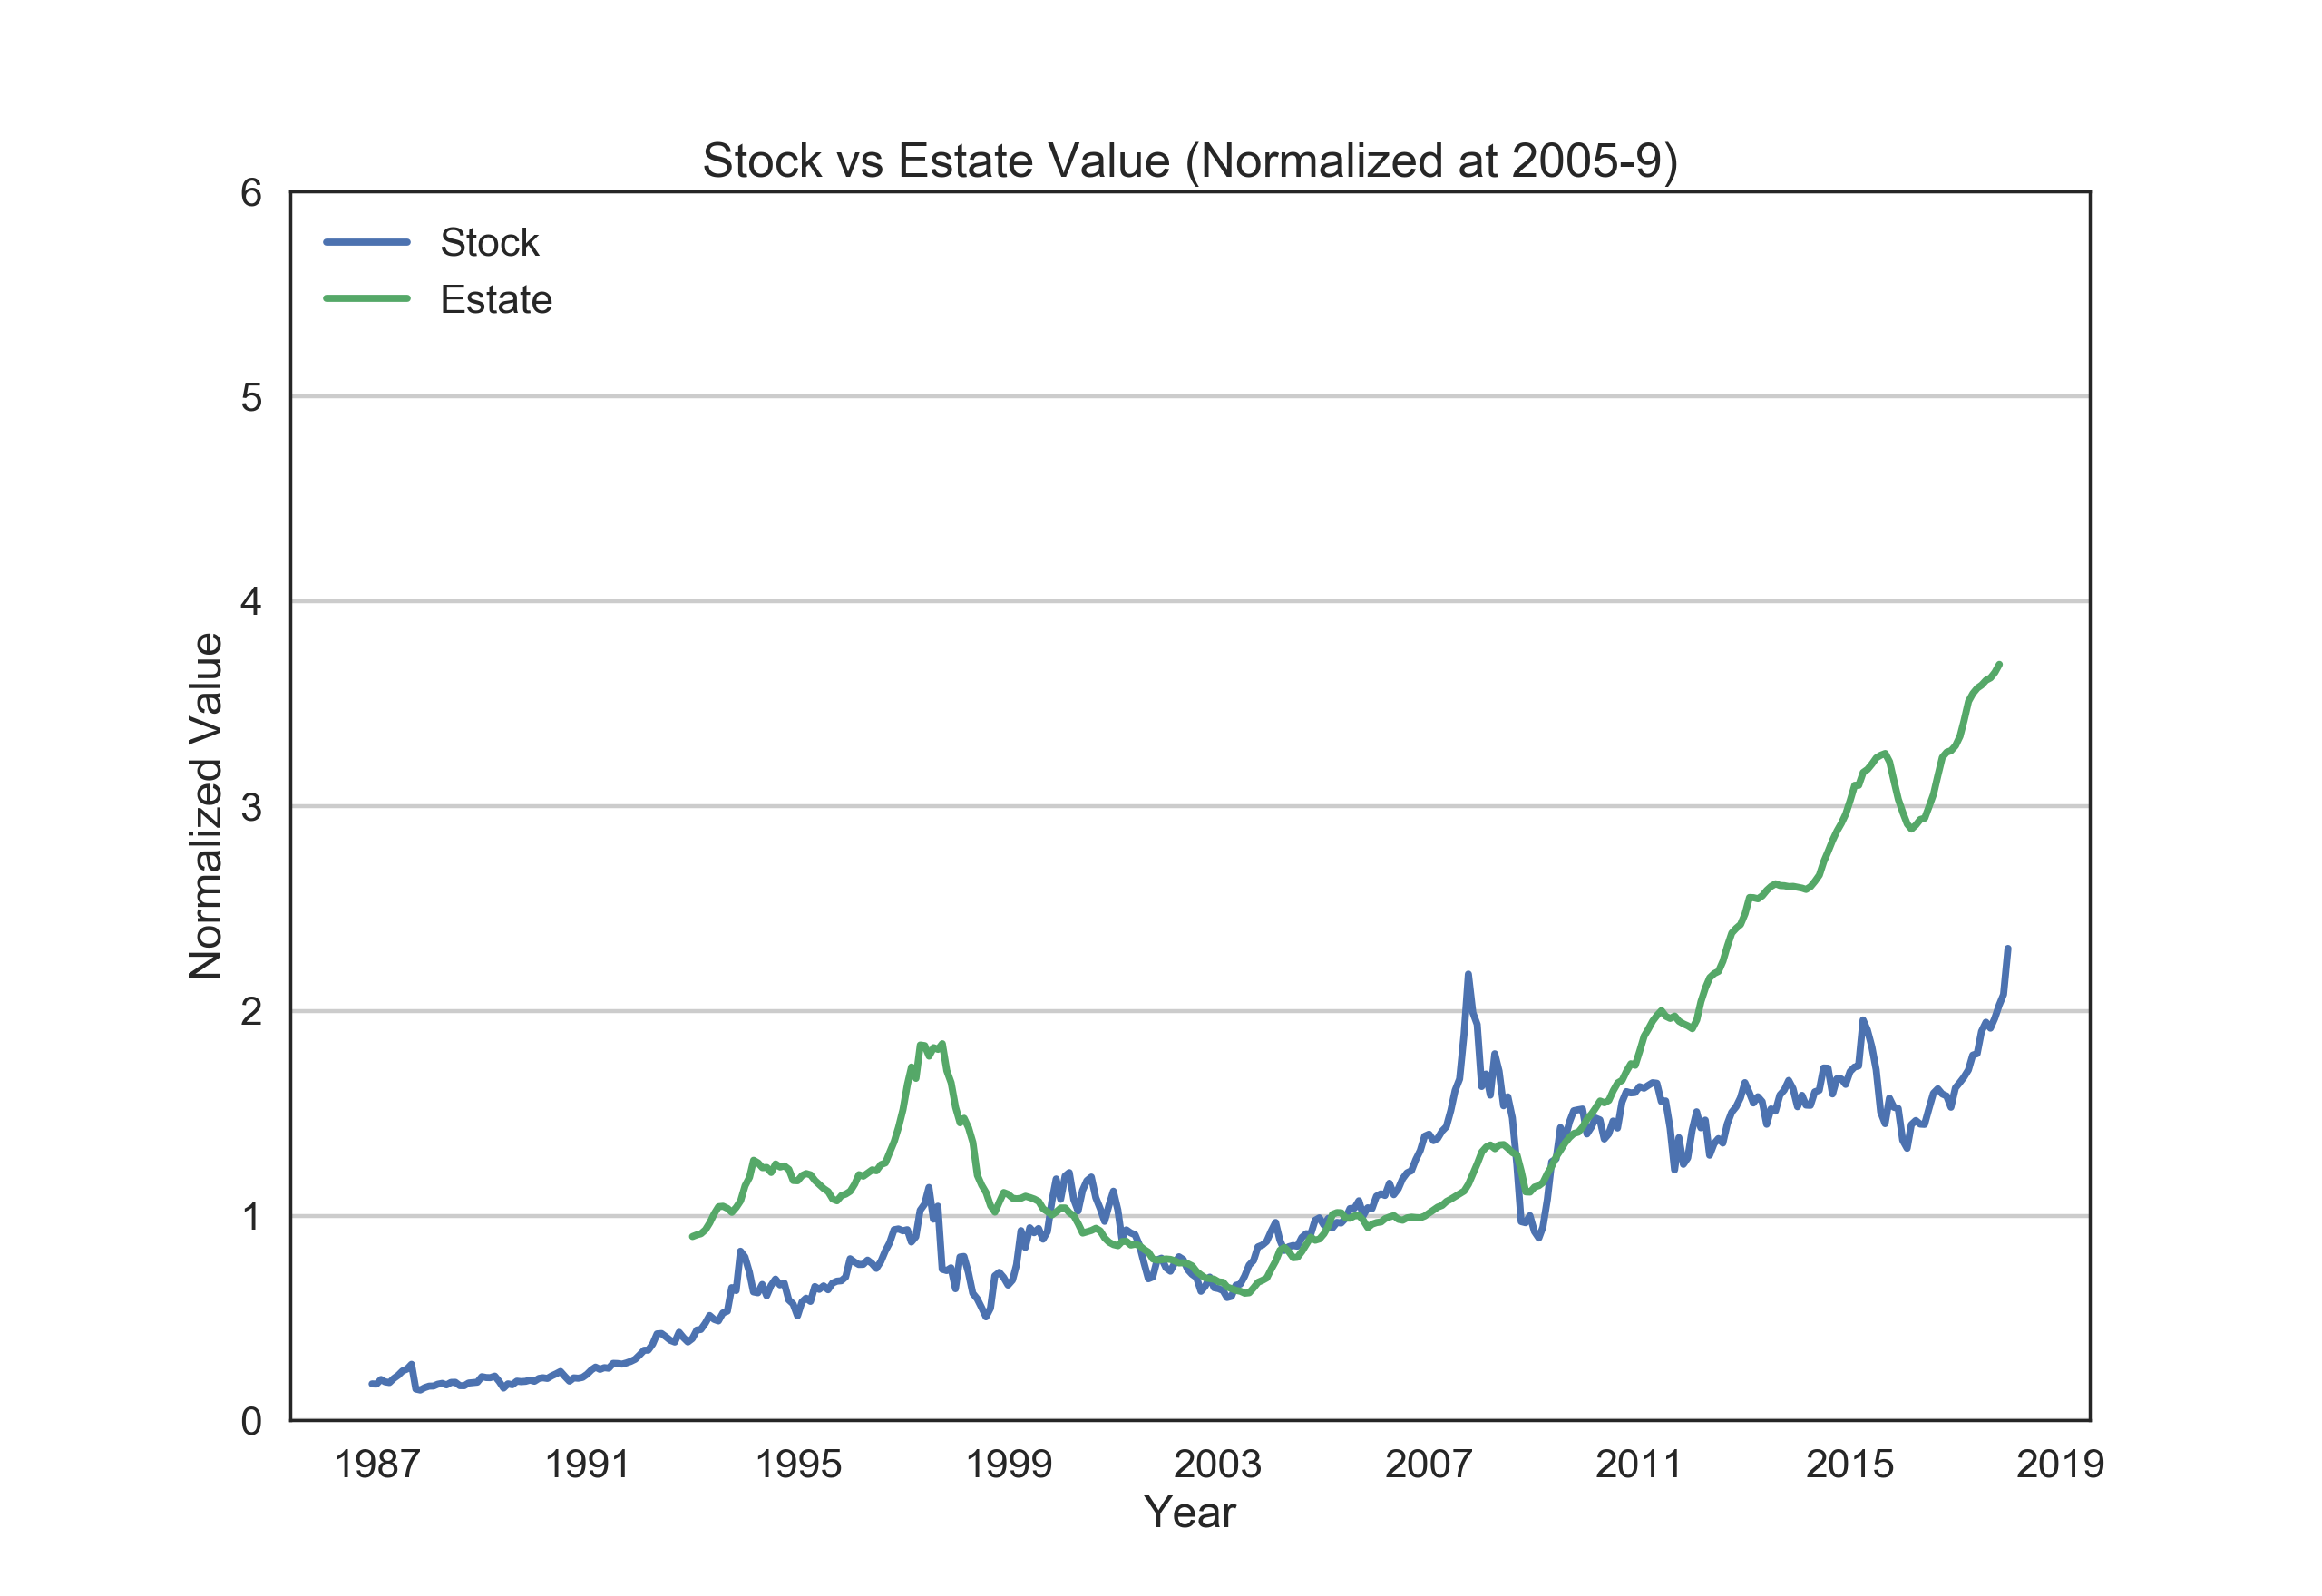 Stock vs Estate Value (Normalized at 2005-9)
Stock
Estate
6
5
4
3
2
1
0
Normalized Value
1987 1991 1995 1999 2003 2007 2011 2015 2019
Year